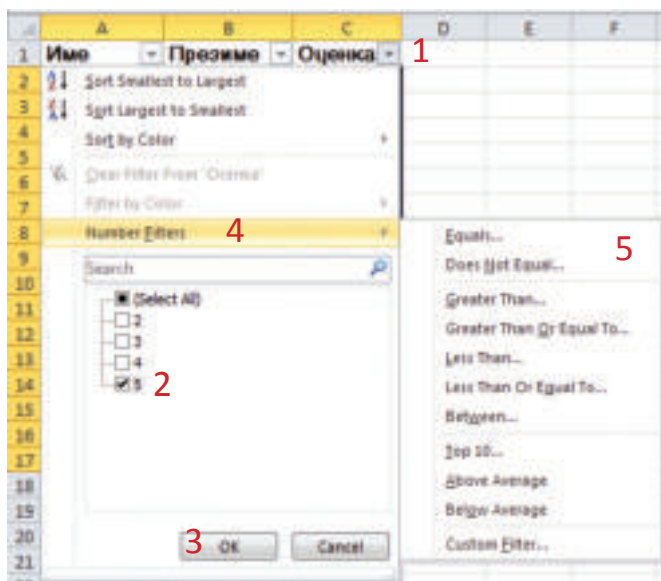 A B C D E F
1 Име Презиме Оценка 1
2 Sort Smallest to Largest
3 Sort Largest to Smallest
4 Sort by Color
5
6 Clear Filter From "Оценка"
7 Filter by Color
8 Number Filters 4 Equals... 5
9 Search Does Not Equal...
10
11 (Select All) Greater Than...
12 2 Greater Than Or Equal To...
13 3 Less Than...
4
14 5 2 Less Than Or Equal To...
15 Between...
16
17 Top 10...
18 Above Average
19 Below Average
20 3 OK Cancel Custom Filter...
21